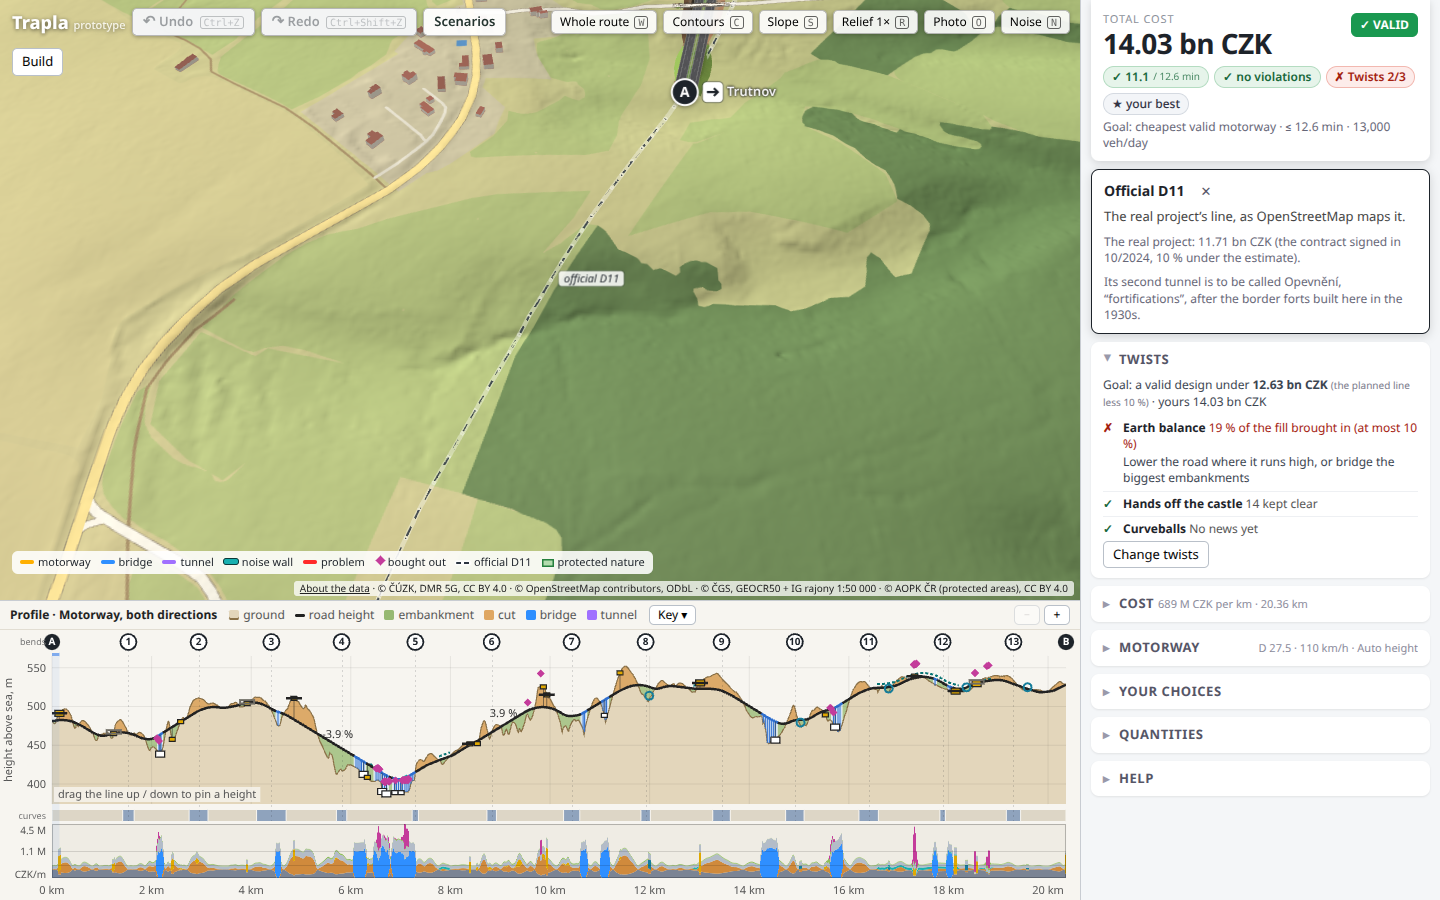 Trapla prototype
↶ Undo Ctrl+Z
↷ Redo Ctrl+Shift+Z
Scenarios
Whole route W
Contours C
Slope S
Relief 1× R
Photo O
Noise N
Build
A → Trutnov
official D11
motorway bridge tunnel noise wall problem bought out official D11 protected nature
About the data · © ČÚZK, DMR 5G, CC BY 4.0 · © OpenStreetMap contributors, ODbL · © ČGS, GEOCR50 + IG rajony 1:50 000 · © AOPK ČR (protected areas), CC BY 4.0
Profile · Motorway, both directions ground road height embankment cut bridge tunnel Key ▾ − +
bends A 1 2 3 4 5 6 7 8 9 10 11 12 13 B
height above sea, m
550
500
450
400
-3.9 %
3.9 %
drag the line up / down to pin a height
curves
4.5 M
1.1 M
CZK/m
0 km 2 km 4 km 6 km 8 km 10 km 12 km 14 km 16 km 18 km 20 km
TOTAL COST
✓ VALID
14.03 bn CZK
✓ 11.1 / 12.6 min ✓ no violations ✗ Twists 2/3
★ your best
Goal: cheapest valid motorway · ≤ 12.6 min · 13,000
veh/day
Official D11 ✕
The real project’s line, as OpenStreetMap maps it.
The real project: 11.71 bn CZK (the contract signed in
10/2024, 10 % under the estimate).
Its second tunnel is to be called Opevnění,
“fortifications”, after the border forts built here in the
1930s.
▼ TWISTS
Goal: a valid design under 12.63 bn CZK (the planned line
less 10 %) · yours 14.03 bn CZK
✗ Earth balance 19 % of the fill brought in (at most 10
%)
Lower the road where it runs high, or bridge the
biggest embankments
✓ Hands off the castle 14 kept clear
✓ Curveballs No news yet
Change twists
▶ COST 689 M CZK per km · 20.36 km
▶ MOTORWAY D 27.5 · 110 km/h · Auto height
▶ YOUR CHOICES
▶ QUANTITIES
▶ HELP